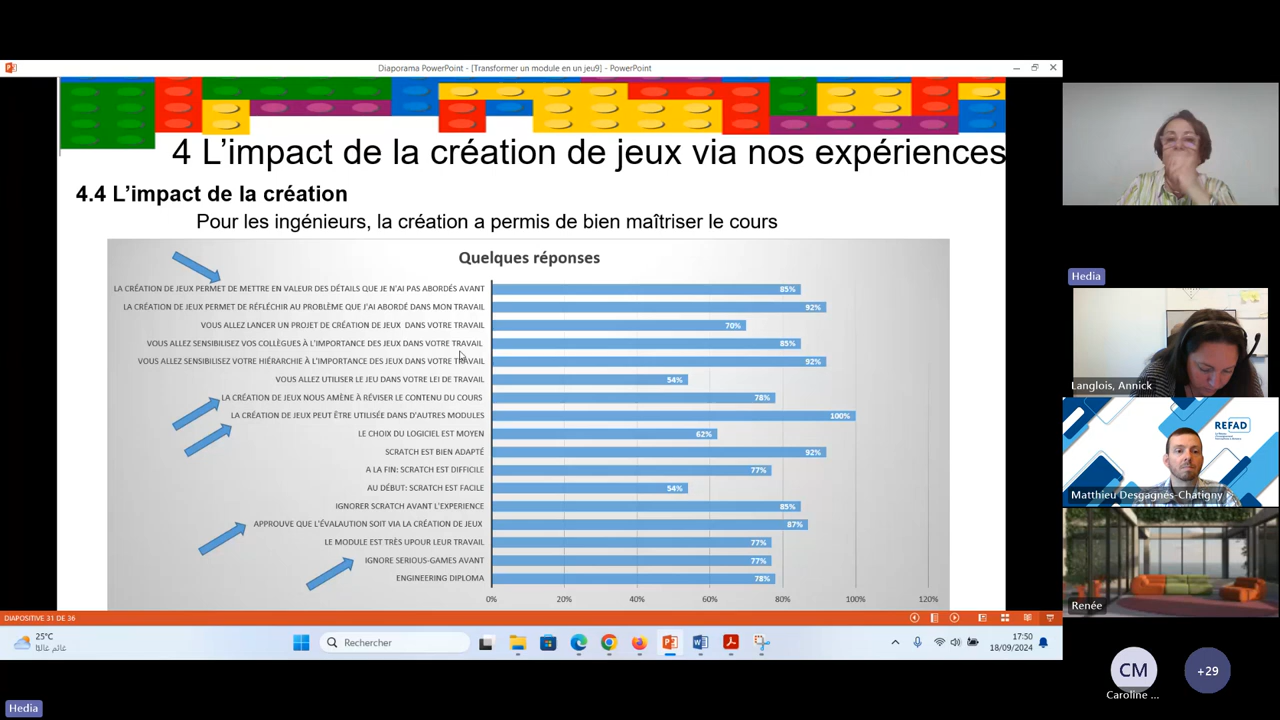 Diaporama PowerPoint - [Transformer un module en un jeu9] - PowerPoint
4 L'impact de la création de jeux via nos expériences
4.4 L'impact de la création
Pour les ingénieurs, la création a permis de bien maîtriser le cours
Quelques réponses
LA CRÉATION DE JEUX PERMET DE METTRE EN VALEUR DES DÉTAILS QUE JE N'AI PAS ABORDÉS AVANT 85%
LA CRÉATION DE JEUX PERMET DE RÉFLÉCHIR AU PROBLÈME QUE J'AI ABORDÉ DANS MON TRAVAIL 92%
VOUS ALLEZ LANCER UN PROJET DE CRÉATION DE JEUX DANS VOTRE TRAVAIL 70%
VOUS ALLEZ SENSIBILISEZ VOS COLLÈGUES À L'IMPORTANCE DES JEUX DANS VOTRE TRAVAIL 85%
VOUS ALLEZ SENSIBILISEZ VOTRE HIÉRARCHIE À L'IMPORTANCE DES JEUX DANS VOTRE TRAVAIL 92%
VOUS ALLEZ UTILISER LE JEU DANS VOTRE LEI DE TRAVAIL 54%
LA CRÉATION DE JEUX NOUS AMÈNE À RÉVISER LE CONTENU DU COURS 78%
LA CRÉATION DE JEUX PEUT ÊTRE UTILISÉE DANS D'AUTRES MODULES 100%
LE CHOIX DU LOGICIEL EST MOYEN 62%
SCRATCH EST BIEN ADAPTÉ 92%
A LA FIN: SCRATCH EST DIFFICILE 77%
AU DÉBUT: SCRATCH EST FACILE 54%
IGNORER SCRATCH AVANT L'EXPERIENCE 85%
APPROUVE QUE L'ÉVALAUTION SOIT VIA LA CRÉATION DE JEUX 87%
LE MODULE EST TRÈS UPOUR LEUR TRAVAIL 77%
IGNORE SERIOUS-GAMES AVANT 77%
ENGINEERING DIPLOMA 78%
0% 20% 40% 60% 80% 100% 120%
DIAPOSITIVE 31 DE 36
25°C
غائم غالبًا
Rechercher
17:50
18/09/2024
Hedia
Hedia
Langlois, Annick
REFAD
Matthieu Desgagnés-Chatigny
Renée
CM
Caroline ...
+29